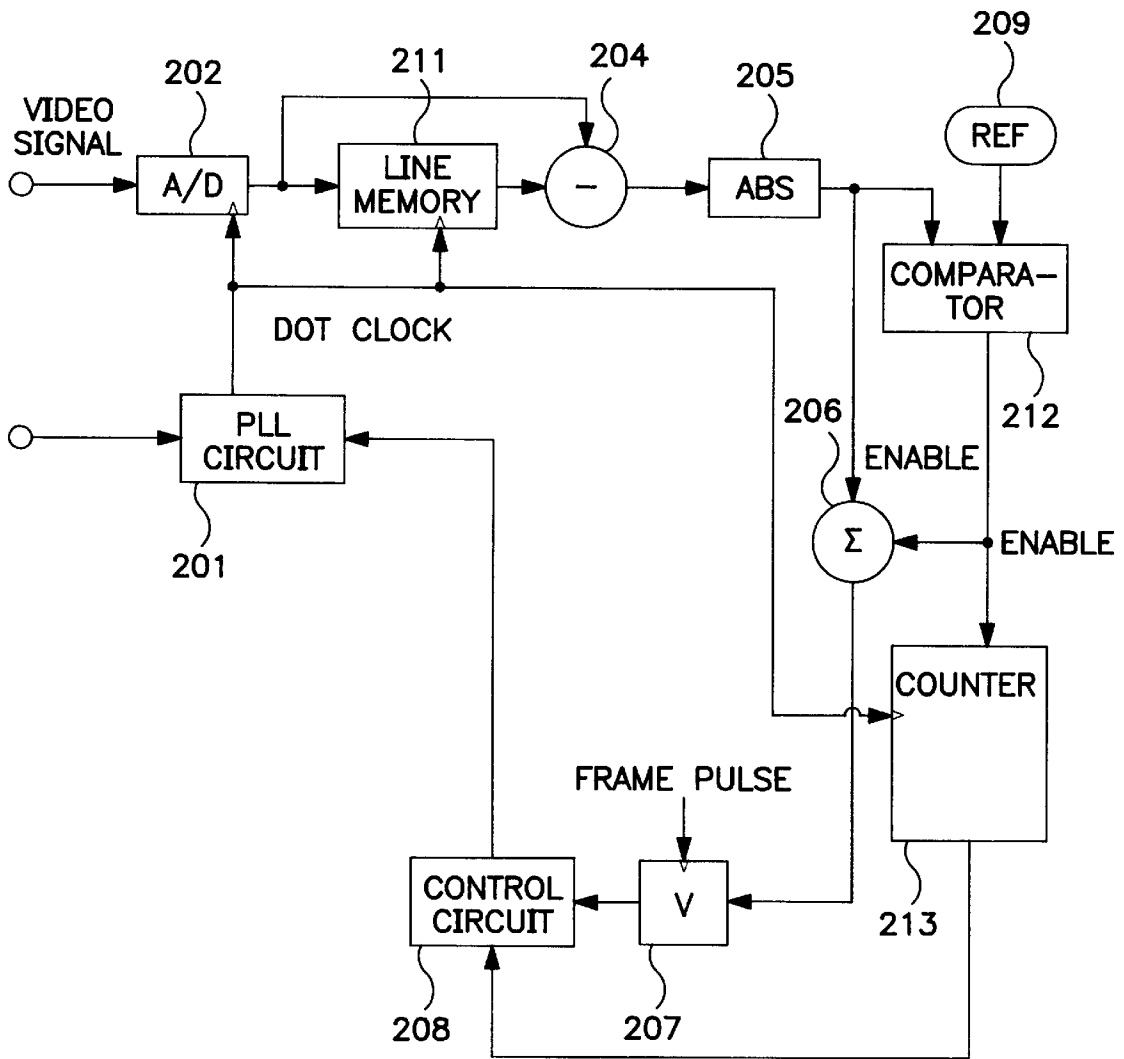 209
202
211
204
205
VIDEO
SIGNAL
REF
A/D
LINE
MEMORY
−
ABS
COMPARA-
TOR
DOT CLOCK
212
PLL
CIRCUIT
206
ENABLE
Σ
ENABLE
201
COUNTER
FRAME PULSE
CONTROL
CIRCUIT
V
213
208
207